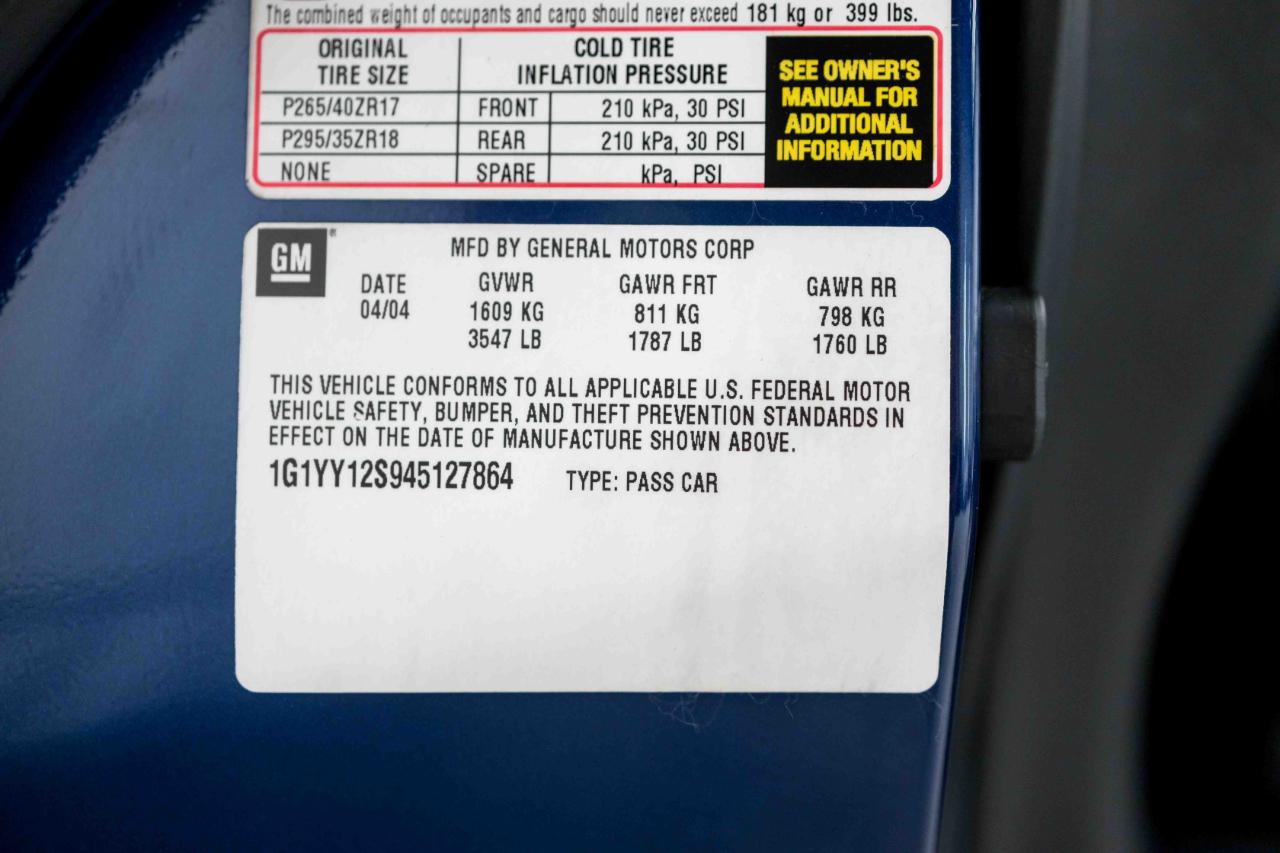 The combined weight of occupants and cargo should never exceed 181 kg or 399 lbs.
ORIGINAL TIRE SIZE COLD TIRE INFLATION PRESSURE
P265/40ZR17 FRONT 210 kPa, 30 PSI
P295/35ZR18 REAR 210 kPa, 30 PSI
NONE SPARE kPa, PSI
SEE OWNER'S
MANUAL FOR
ADDITIONAL
INFORMATION
GM®
MFD BY GENERAL MOTORS CORP
DATE GVWR GAWR FRT GAWR RR
04/04 1609 KG 811 KG 798 KG
3547 LB 1787 LB 1760 LB
THIS VEHICLE CONFORMS TO ALL APPLICABLE U.S. FEDERAL MOTOR
VEHICLE SAFETY, BUMPER, AND THEFT PREVENTION STANDARDS IN
EFFECT ON THE DATE OF MANUFACTURE SHOWN ABOVE.
1G1YY12S945127864 TYPE: PASS CAR